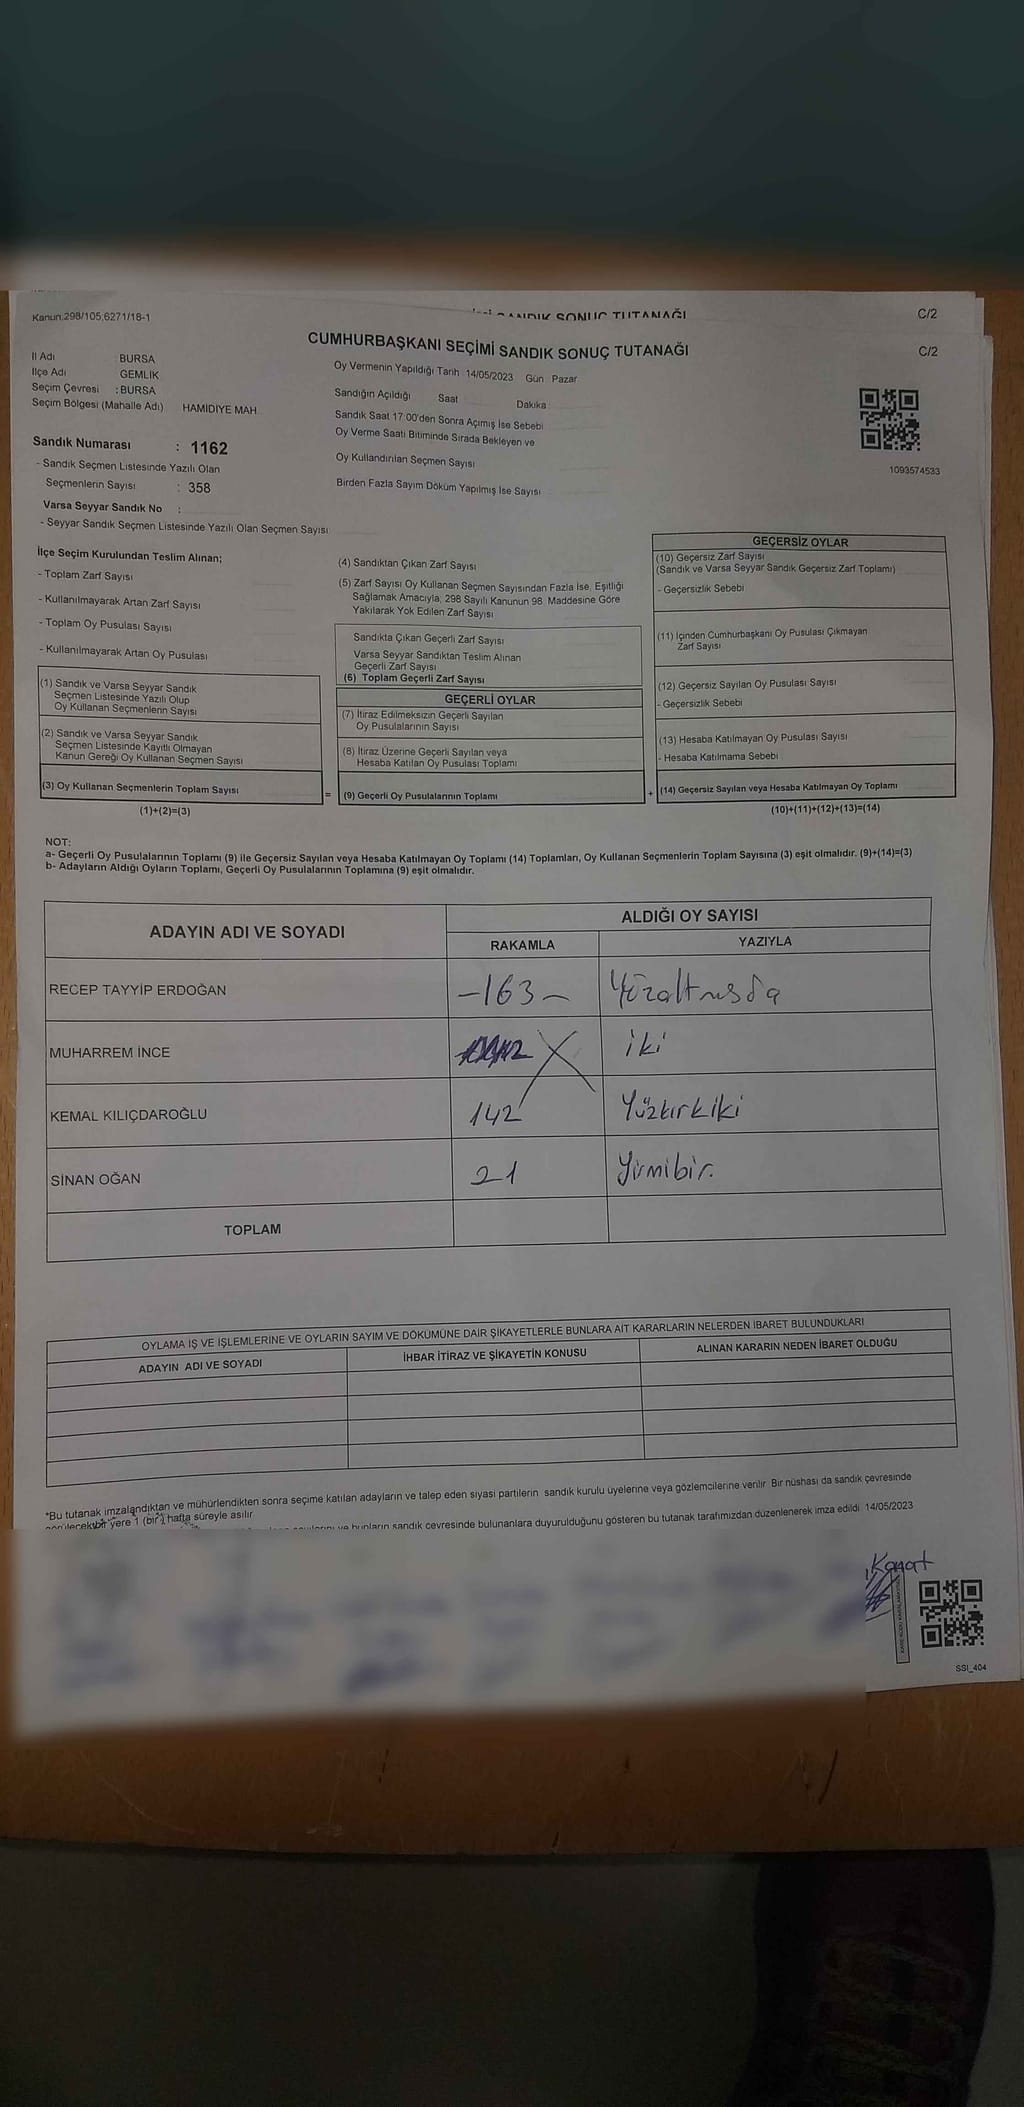 SANDIK SONUÇ TUTANAĞI
C/2
Kanun:298/105,6271/18-1
CUMHURBAŞKANI SEÇİMİ SANDIK SONUÇ TUTANAĞI
C/2
İl Adı : BURSA
İlçe Adı : GEMLİK
Seçim Çevresi : BURSA
Seçim Bölgesi (Mahalle Adı) HAMİDİYE MAH.
Oy Vermenin Yapıldığı Tarih 14/05/2023 Gün Pazar
Sandığın Açıldığı Saat Dakika
Sandık Saat 17:00'den Sonra Açımış İse Sebebi
Oy Verme Saati Bitiminde Sırada Bekleyen ve
Oy Kullandırılan Seçmen Sayısı
Birden Fazla Sayım Döküm Yapılmış İse Sayısı
1093574533
Sandık Numarası : 1162
- Sandık Seçmen Listesinde Yazılı Olan
Seçmenlerin Sayısı : 358
Varsa Seyyar Sandık No :
- Seyyar Sandık Seçmen Listesinde Yazılı Olan Seçmen Sayısı
İlçe Seçim Kurulundan Teslim Alınan;
- Toplam Zarf Sayısı
- Kullanılmayarak Artan Zarf Sayısı
- Toplam Oy Pusulası Sayısı
- Kullanılmayarak Artan Oy Pusulası
(1) Sandık ve Varsa Seyyar Sandık
Seçmen Listesinde Yazılı Olup
Oy Kullanan Seçmenlerin Sayısı
(2) Sandık ve Varsa Seyyar Sandık
Seçmen Listesinde Kayıtlı Olmayan
Kanun Gereği Oy Kullanan Seçmen Sayısı
(3) Oy Kullanan Seçmenlerin Toplam Sayısı
(1)+(2)=(3)
(4) Sandıktan Çıkan Zarf Sayısı
(5) Zarf Sayısı Oy Kullanan Seçmen Sayısından Fazla İse, Eşitliği
Sağlamak Amacıyla, 298 Sayılı Kanunun 98. Maddesine Göre
Yakılarak Yok Edilen Zarf Sayısı
Sandıkta Çıkan Geçerli Zarf Sayısı
Varsa Seyyar Sandıktan Teslim Alınan
Geçerli Zarf Sayısı
(6) Toplam Geçerli Zarf Sayısı
GEÇERLİ OYLAR
(7) İtiraz Edilmeksizin Geçerli Sayılan
Oy Pusulalarının Sayısı
(8) İtiraz Üzerine Geçerli Sayılan veya
Hesaba Katılan Oy Pusulası Toplamı
= (9) Geçerli Oy Pusulalarının Toplamı
GEÇERSİZ OYLAR
(10) Geçersiz Zarf Sayısı
(Sandık ve Varsa Seyyar Sandık Geçersiz Zarf Toplamı)
- Geçersizlik Sebebi
(11) İçinden Cumhurbaşkanı Oy Pusulası Çıkmayan
Zarf Sayısı
(12) Geçersiz Sayılan Oy Pusulası Sayısı
- Geçersizlik Sebebi
(13) Hesaba Katılmayan Oy Pusulası Sayısı
- Hesaba Katılmama Sebebi
+ (14) Geçersiz Sayılan veya Hesaba Katılmayan Oy Toplamı
(10)+(11)+(12)+(13)=(14)
NOT:
a- Geçerli Oy Pusulalarının Toplamı (9) ile Geçersiz Sayılan veya Hesaba Katılmayan Oy Toplamı (14) Toplamları, Oy Kullanan Seçmenlerin Toplam Sayısına (3) eşit olmalıdır. (9)+(14)=(3)
b- Adayların Aldığı Oyların Toplamı, Geçerli Oy Pusulalarının Toplamına (9) eşit olmalıdır.
ADAYIN ADI VE SOYADI
ALDIĞI OY SAYISI
RAKAMLA YAZIYLA
RECEP TAYYİP ERDOĞAN -163-
MUHARREM İNCE 2 iki
KEMAL KILIÇDAROĞLU 142 Yüzkırkiki
SİNAN OĞAN 21 Yirmibir.
TOPLAM
OYLAMA İŞ VE İŞLEMLERİNE VE OYLARIN SAYIM VE DÖKÜMÜNE DAİR ŞİKAYETLERLE BUNLARA AİT KARARLARIN NELERDEN İBARET BULUNDUKLARI
ADAYIN ADI VE SOYADI İHBAR İTİRAZ VE ŞİKAYETİN KONUSU ALINAN KARARIN NEDEN İBARET OLDUĞU
*Bu tutanak imzalandıktan ve mühürlendikten sonra seçime katılan adayların ve talep eden siyasi partilerin sandık kurulu üyelerine veya gözlemcilerine verilir. Bir nüshası da sandık çevresinde
görülecek bir yere 1 (bir) hafta süreyle asılır.
ve bunların sandık çevresinde bulunanlara duyurulduğunu gösteren bu tutanak tarafımızdan düzenlenerek imza edildi. 14/05/2023
Kanat
SSI_404